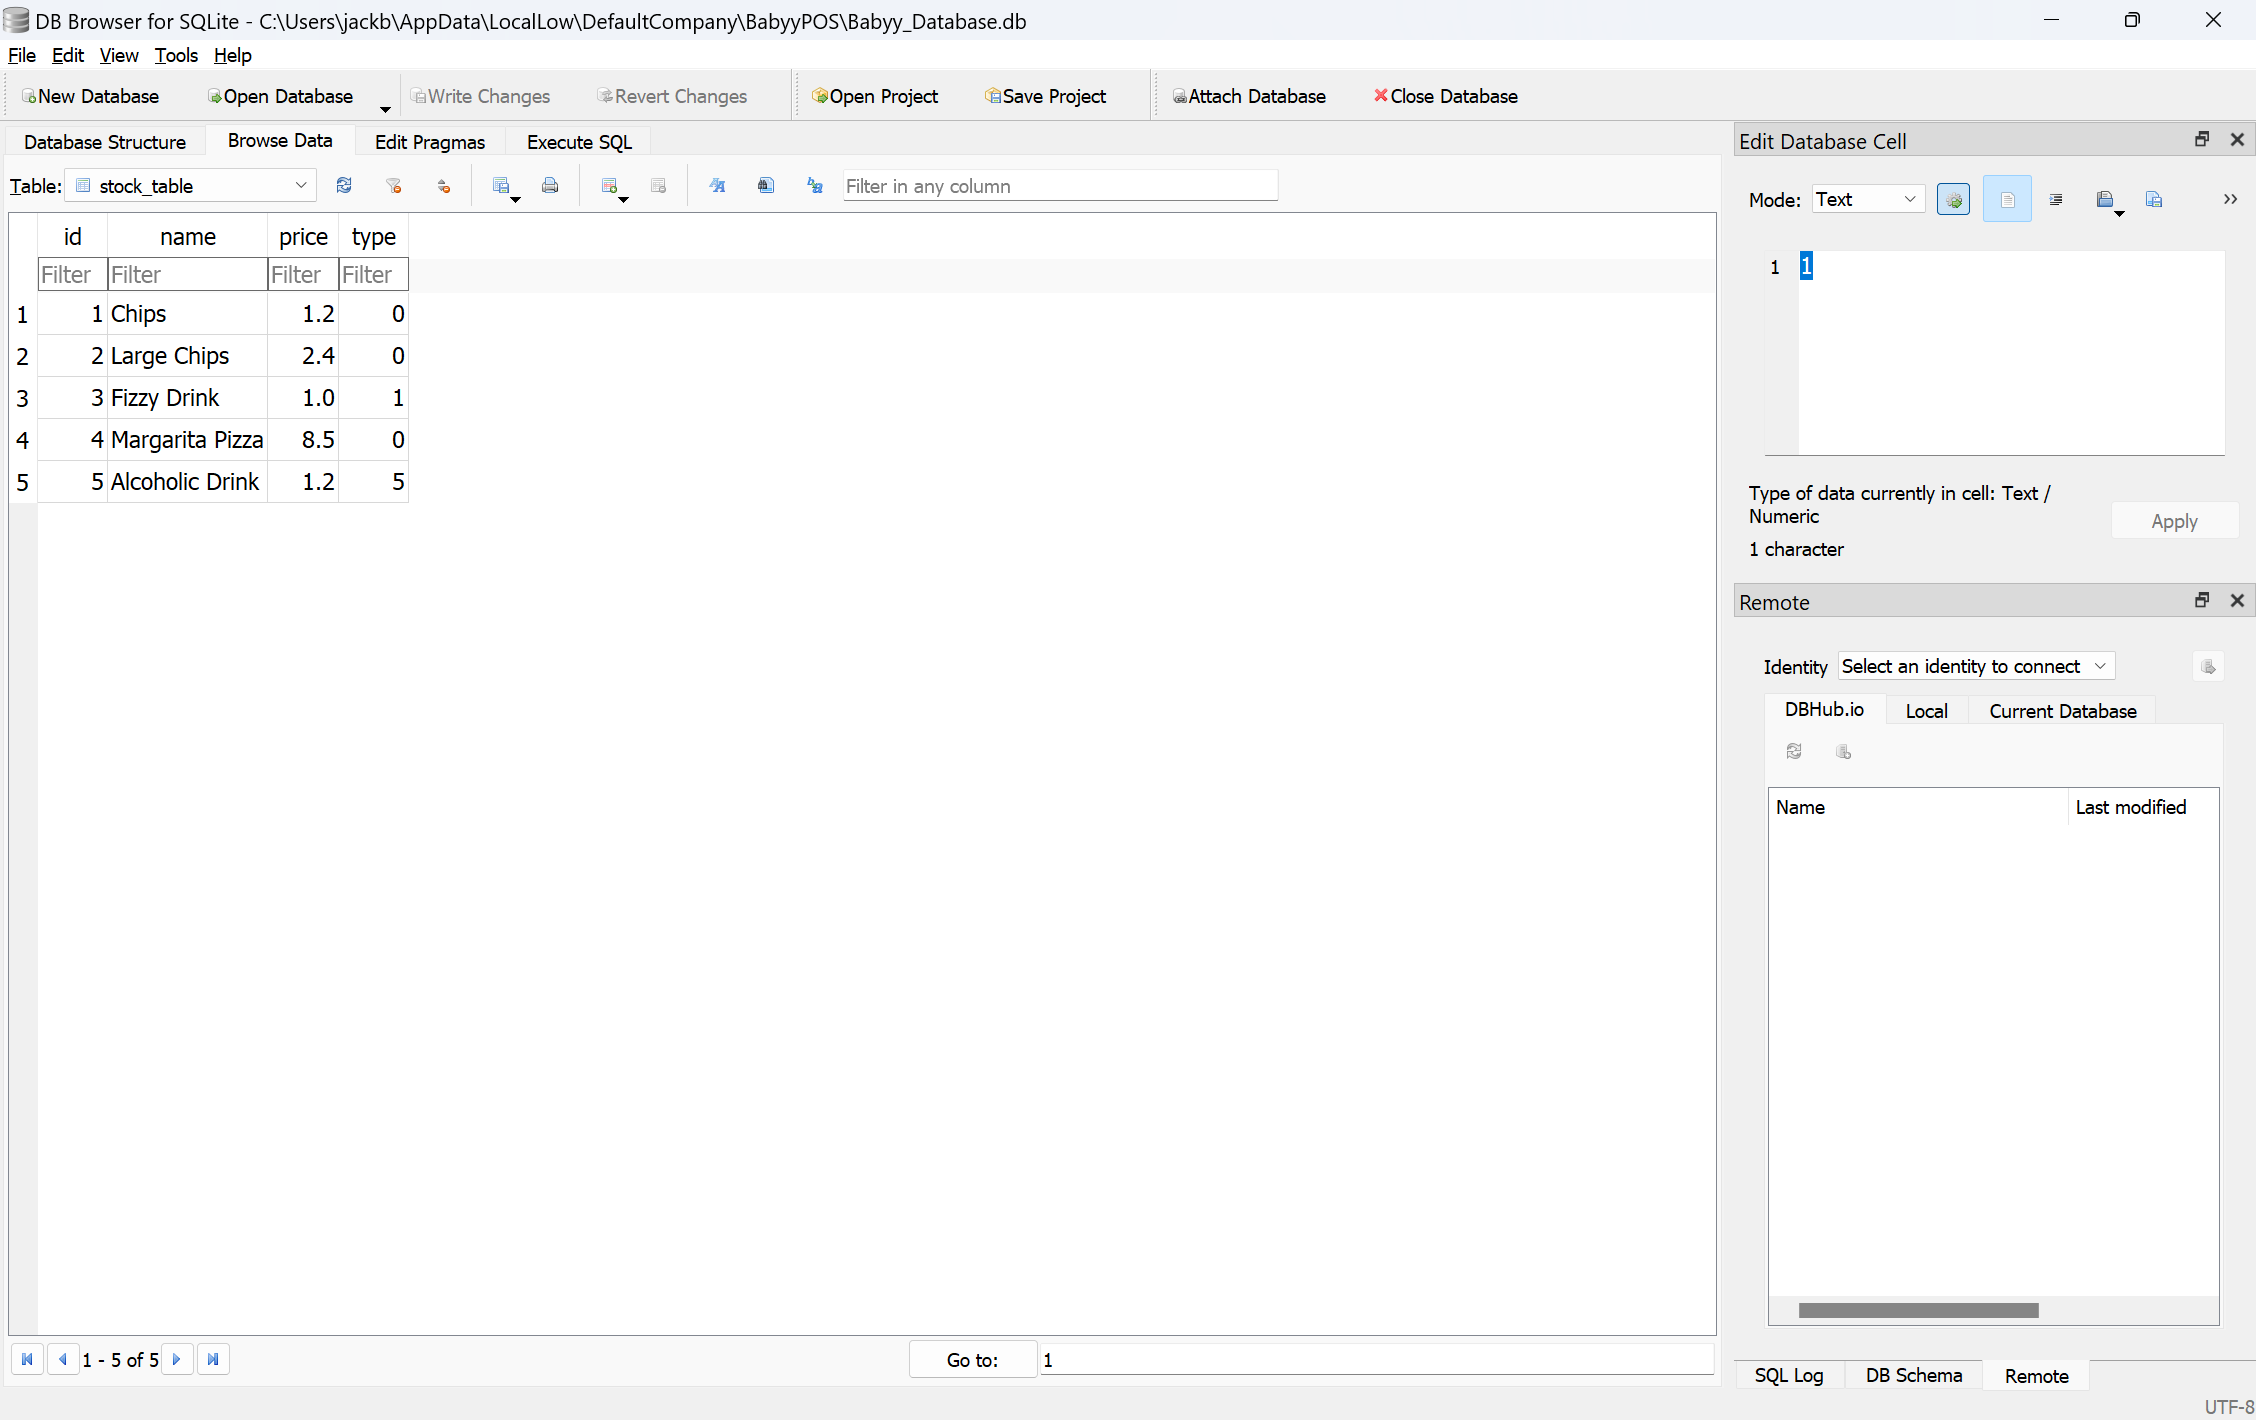 DB Browser for SQLite - C:\Users\jackb\AppData\LocalLow\DefaultCompany\BabyyPOS\Babyy_Database.db
File Edit View Tools Help
New Database Open Database Write Changes Revert Changes Open Project Save Project Attach Database Close Database
Database Structure Browse Data Edit Pragmas Execute SQL
Table: stock_table Filter in any column
id name price type
Filter Filter Filter Filter
1 1 Chips 1.2 0
2 2 Large Chips 2.4 0
3 3 Fizzy Drink 1.0 1
4 4 Margarita Pizza 8.5 0
5 5 Alcoholic Drink 1.2 5
1 - 5 of 5 Go to: 1
Edit Database Cell
Mode: Text
1 1
Type of data currently in cell: Text /
Numeric
1 character
Apply
Remote
Identity Select an identity to connect
DBHub.io Local Current Database
Name Last modified
SQL Log DB Schema Remote
UTF-8